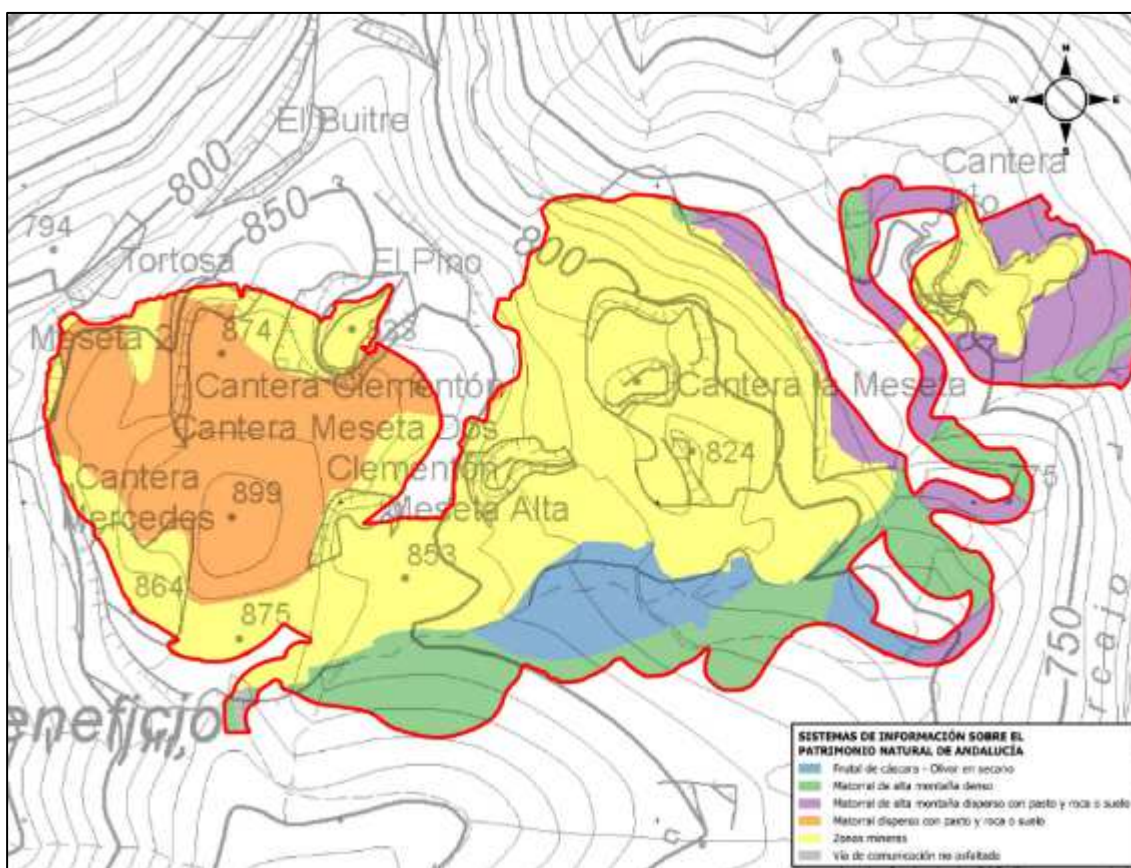 N
W
E
S
El Buitre
Cantera
800
794
850
Tortosa
El Pino
800
Meseta 2
874
833
Cantera Clementón
Cantera la Meseta
Cantera Meseta Dos
Clementón
824
Cantera
Mercedes
899
Meseta Alta
853
864
875
750
eneficio
rcajo
SISTEMAS DE INFORMACIÓN SOBRE EL
PATRIMONIO NATURAL DE ANDALUCÍA
Frutal de cáscara - Olivar en secano
Matorral de alta montaña denso
Matorral de alta montaña disperso con pasto y roca o suelo
Matorral disperso con pasto y roca o suelo
Zonas mineras
Vía de comunicación no asfaltada